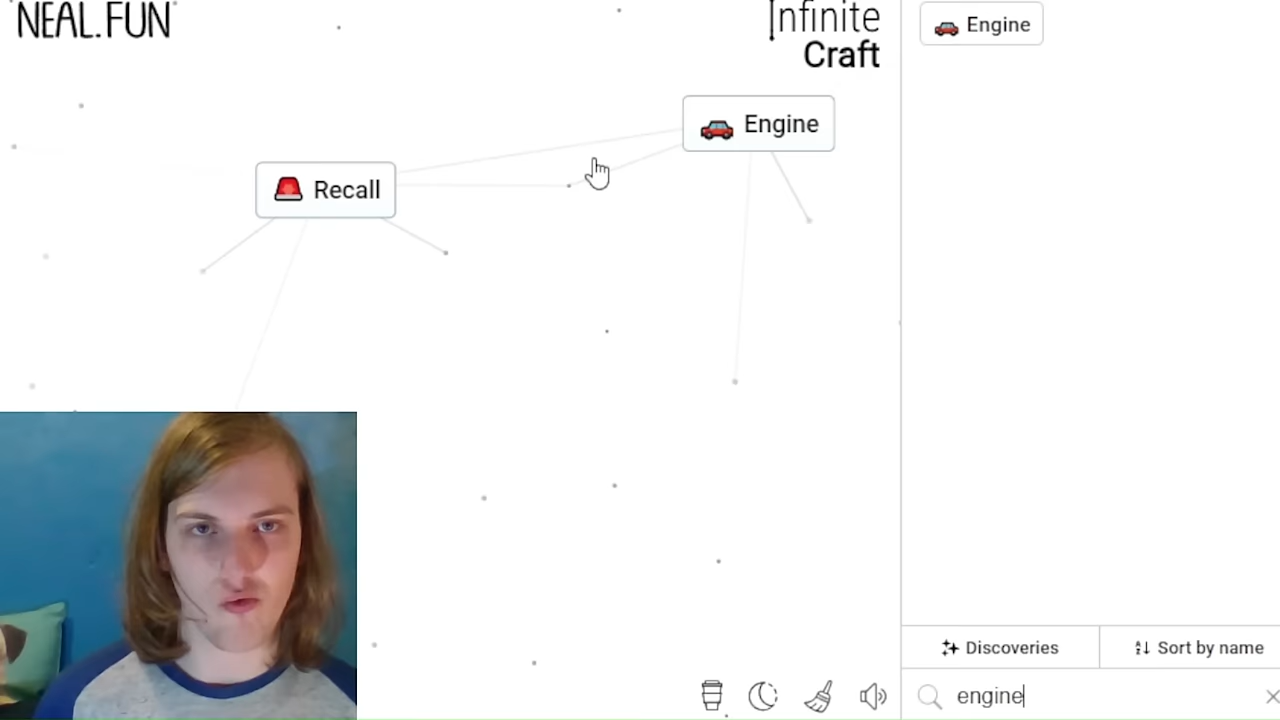 NEAL.FUN
Infinite
Craft
🚗 Engine
🚗 Engine
🚨 Recall
Discoveries
Sort by name
engine